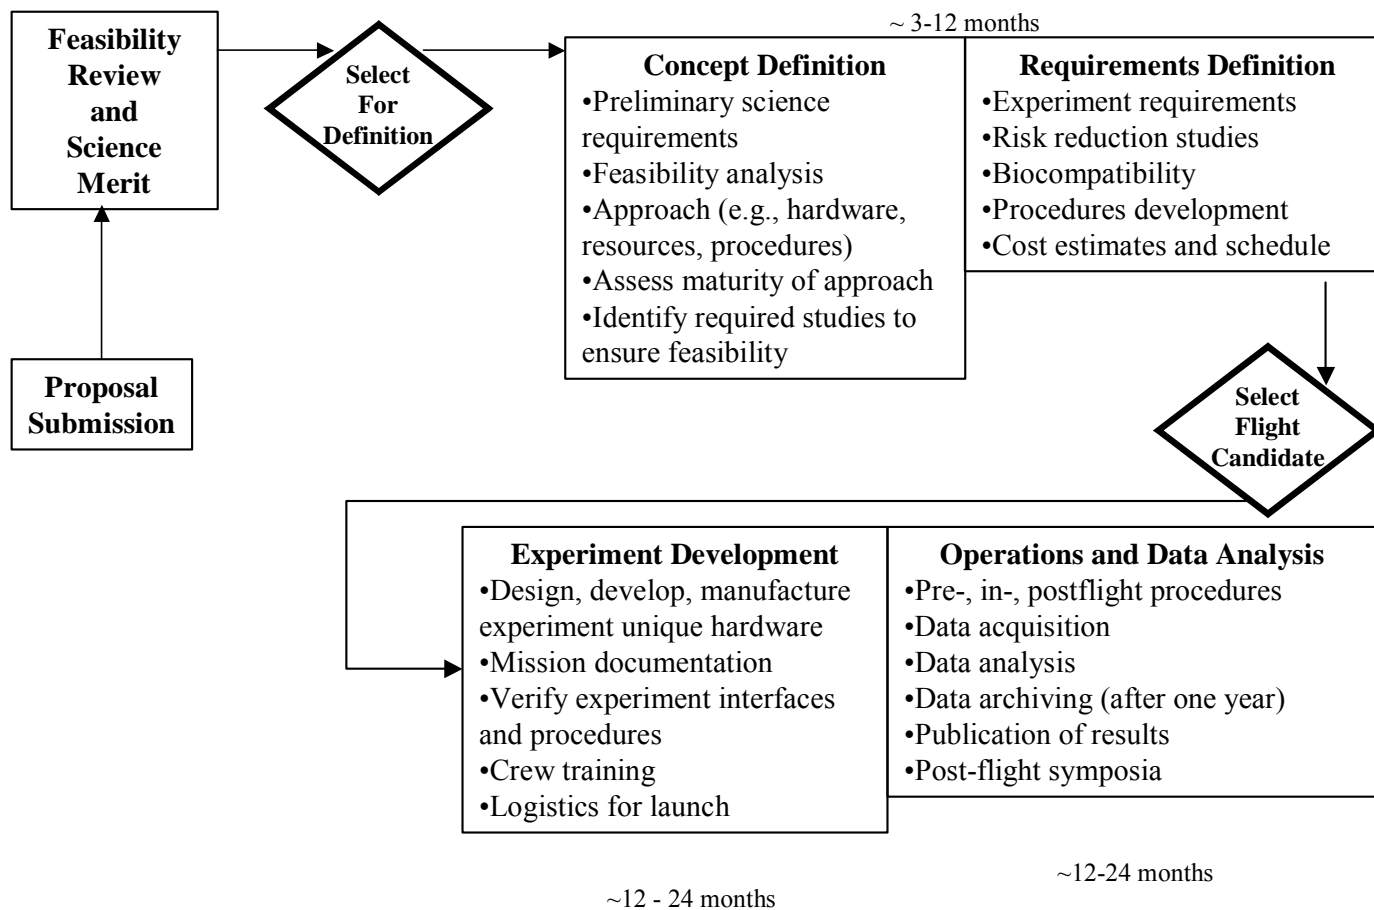 Feasibility
Review
and
Science
Merit
Select
For
Definition
~ 3-12 months
Concept Definition
•Preliminary science
requirements
•Feasibility analysis
•Approach (e.g., hardware,
resources, procedures)
•Assess maturity of approach
•Identify required studies to
ensure feasibility
Requirements Definition
•Experiment requirements
•Risk reduction studies
•Biocompatibility
•Procedures development
•Cost estimates and schedule
Proposal
Submission
Select
Flight
Candidate
Experiment Development
•Design, develop, manufacture
experiment unique hardware
•Mission documentation
•Verify experiment interfaces
and procedures
•Crew training
•Logistics for launch
Operations and Data Analysis
•Pre-, in-, postflight procedures
•Data acquisition
•Data analysis
•Data archiving (after one year)
•Publication of results
•Post-flight symposia
~12 - 24 months
~12-24 months